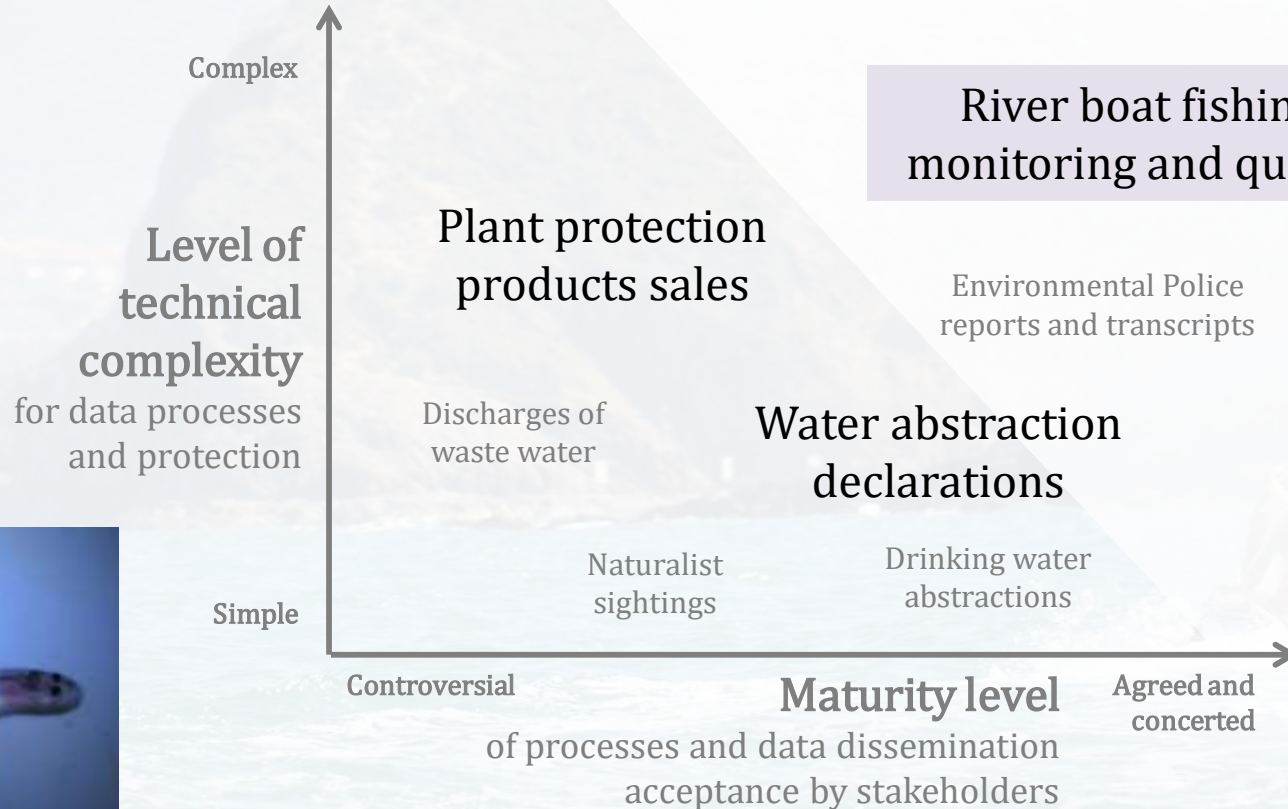 Complex
River boat fishin
monitoring and qu
Plant protection
products sales
Level of
technical
complexity
for data processes
and protection
Environmental Police
reports and transcripts
Discharges of
waste water
Water abstraction
declarations
Naturalist
sightings
Drinking water
abstractions
Simple
Controversial
Maturity level
of processes and data dissemination
acceptance by stakeholders
Agreed and
concerted